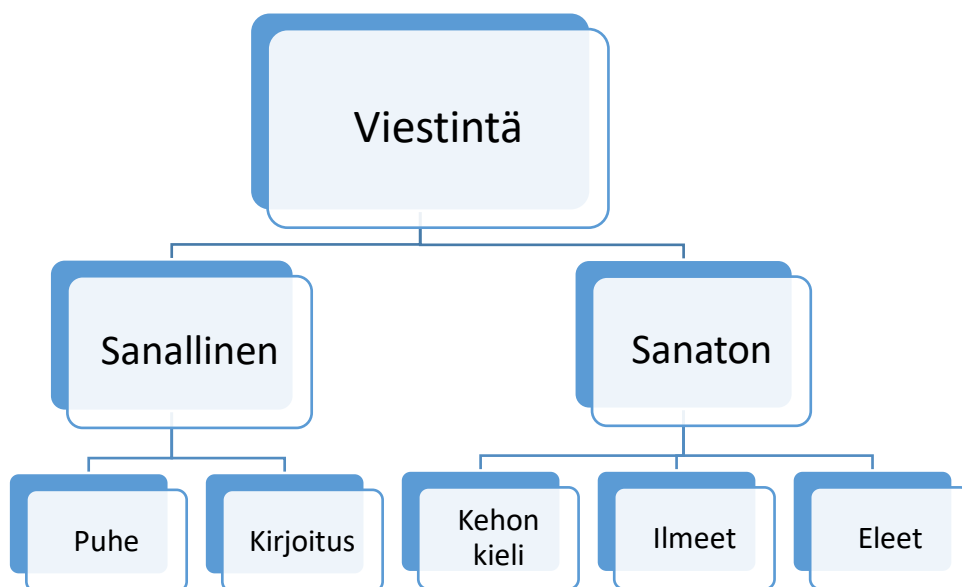 Viestintä
Sanallinen
Sanaton
Puhe
Kirjoitus
Kehon
kieli
Ilmeet
Eleet